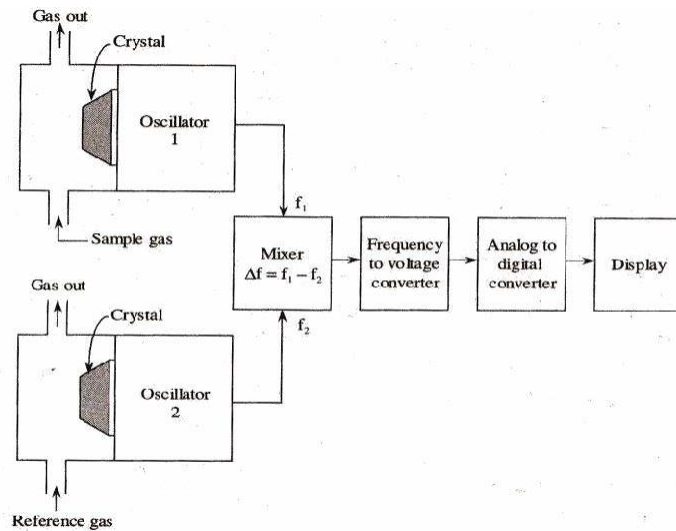 Gas out
Crystal
Oscillator
1
f₁
Sample gas
Mixer
Δf = f₁ – f₂
Frequency
to voltage
converter
Analog to
digital
converter
Display
Gas out
Crystal
f₂
Oscillator
2
Reference gas